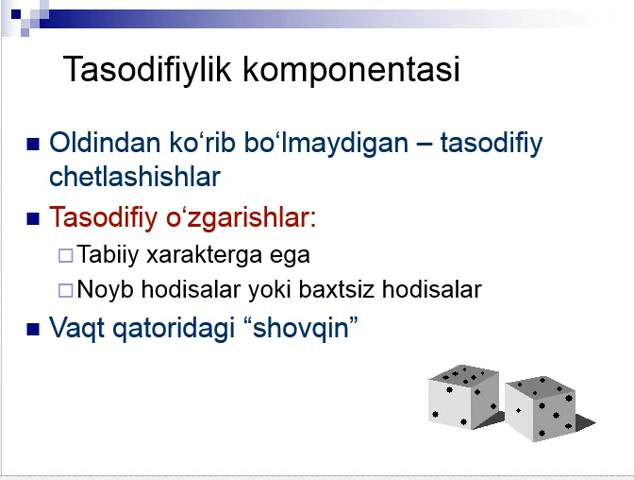 Tasodifiylik komponentasi
Oldindan ko‘rib bo‘lmaydigan – tasodifiy
chetlashishlar
Tasodifiy o‘zgarishlar:
Tabiiy xarakterga ega
Noyb hodisalar yoki baxtsiz hodisalar
Vaqt qatoridagi “shovqin”